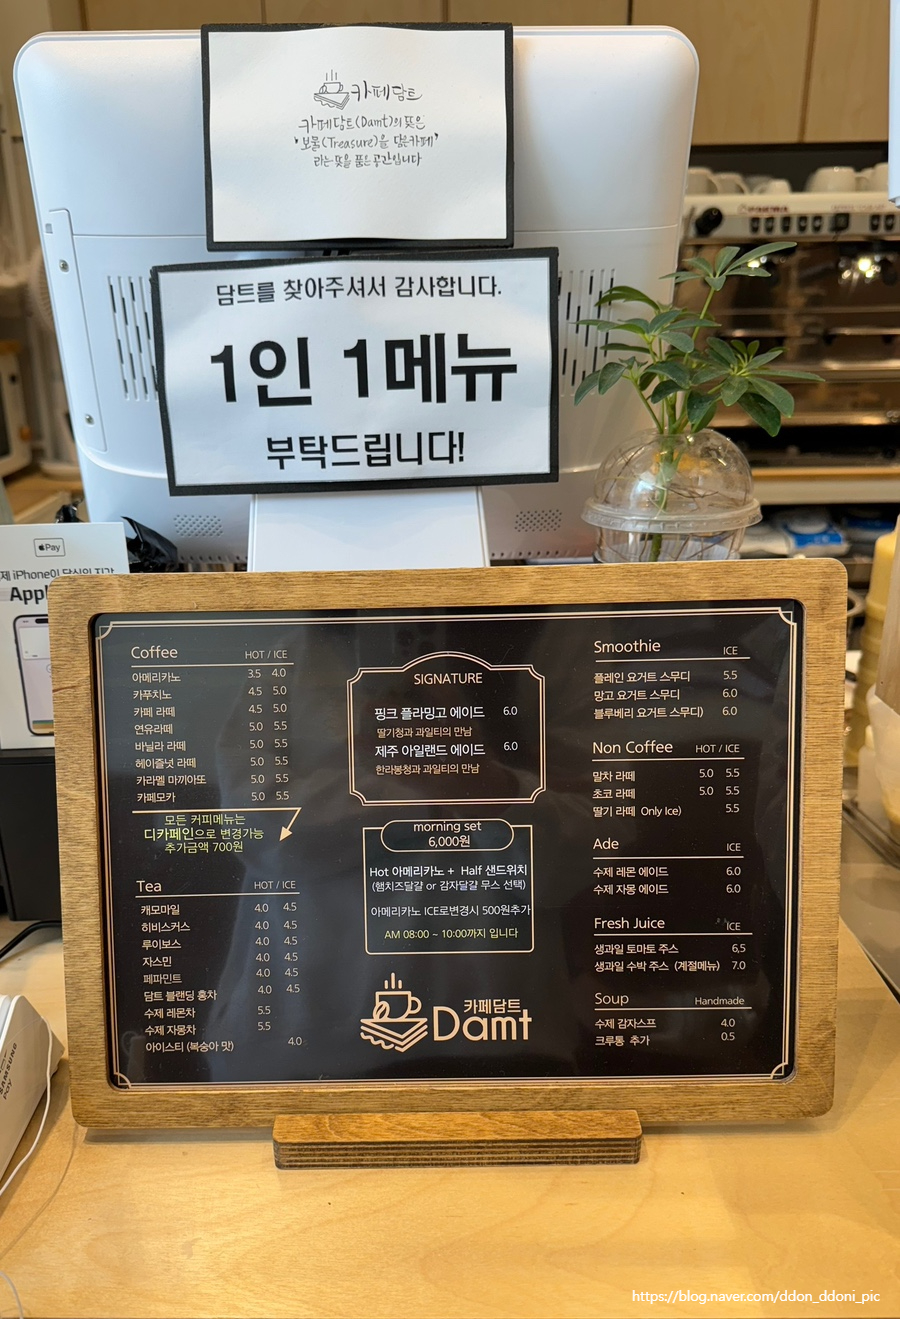 카페담트
카페담트(Damt)의 뜻은
'보물(Treasure)을 담은카페'
라는 뜻을 품은 공간입니다
담트를 찾아주셔서 감사합니다.
1인 1메뉴
부탁드립니다!
Pay
제 iPhone이 당신의 지갑
Appl
SAMSUNG
pay
Coffee HOT / ICE
아메리카노 3.5 4.0
카푸치노 4.5 5.0
카페 라떼 4.5 5.0
연유라떼 5.0 5.5
바닐라 라떼 5.0 5.5
헤이즐넛 라떼 5.0 5.5
카라멜 마끼아또 5.0 5.5
카페모카 5.0 5.5
모든 커피메뉴는
디카페인으로 변경가능
추가금액 700원
Tea HOT / ICE
캐모마일 4.0 4.5
히비스커스 4.0 4.5
루이보스 4.0 4.5
쟈스민 4.0 4.5
페파민트 4.0 4.5
담트 블랜딩 홍차 4.0 4.5
수제 레몬차 5.5
수제 자몽차 5.5
아이스티 (복숭아 맛) 4.0
SIGNATURE
핑크 플라밍고 에이드 6.0
딸기청과 과일티의 만남
제주 아일랜드 에이드 6.0
한라봉청과 과일티의 만남
morning set
6,000원
Hot 아메리카노 + Half 샌드위치
(햄치즈달걀 or 감자달걀 무스 선택)
아메리카노 ICE로변경시 500원추가
AM 08:00 ~ 10:00까지 입니다
카페담트
Damt
Smoothie ICE
플레인 요거트 스무디 5.5
망고 요거트 스무디 6.0
블루베리 요거트 스무디) 6.0
Non Coffee HOT / ICE
말차 라떼 5.0 5.5
초코 라떼 5.0 5.5
딸기 라떼 Only Ice) 5.5
Ade ICE
수제 레몬 에이드 6.0
수제 자몽 에이드 6.0
Fresh Juice ICE
생과일 토마토 주스 6,5
생과일 수박 주스 (계절메뉴) 7.0
Soup Handmade
수제 감자스프 4.0
크루통 추가 0.5
https://blog.naver.com/ddon_ddoni_pic